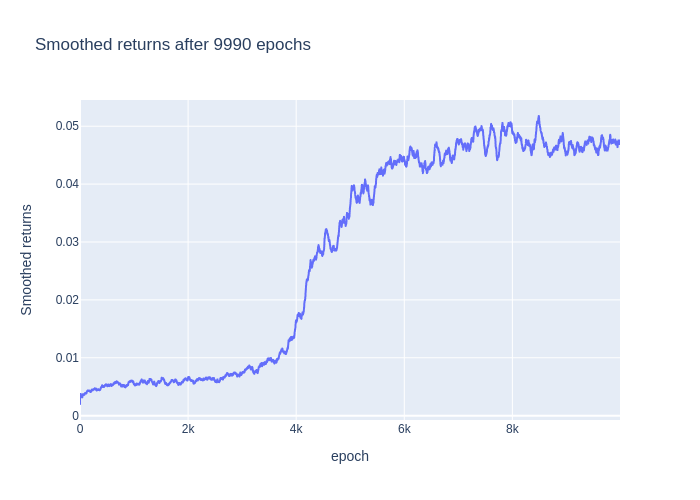 Smoothed returns after 9990 epochs
Smoothed returns
0.05
0.04
0.03
0.02
0.01
0
0 2k 4k 6k 8k
epoch